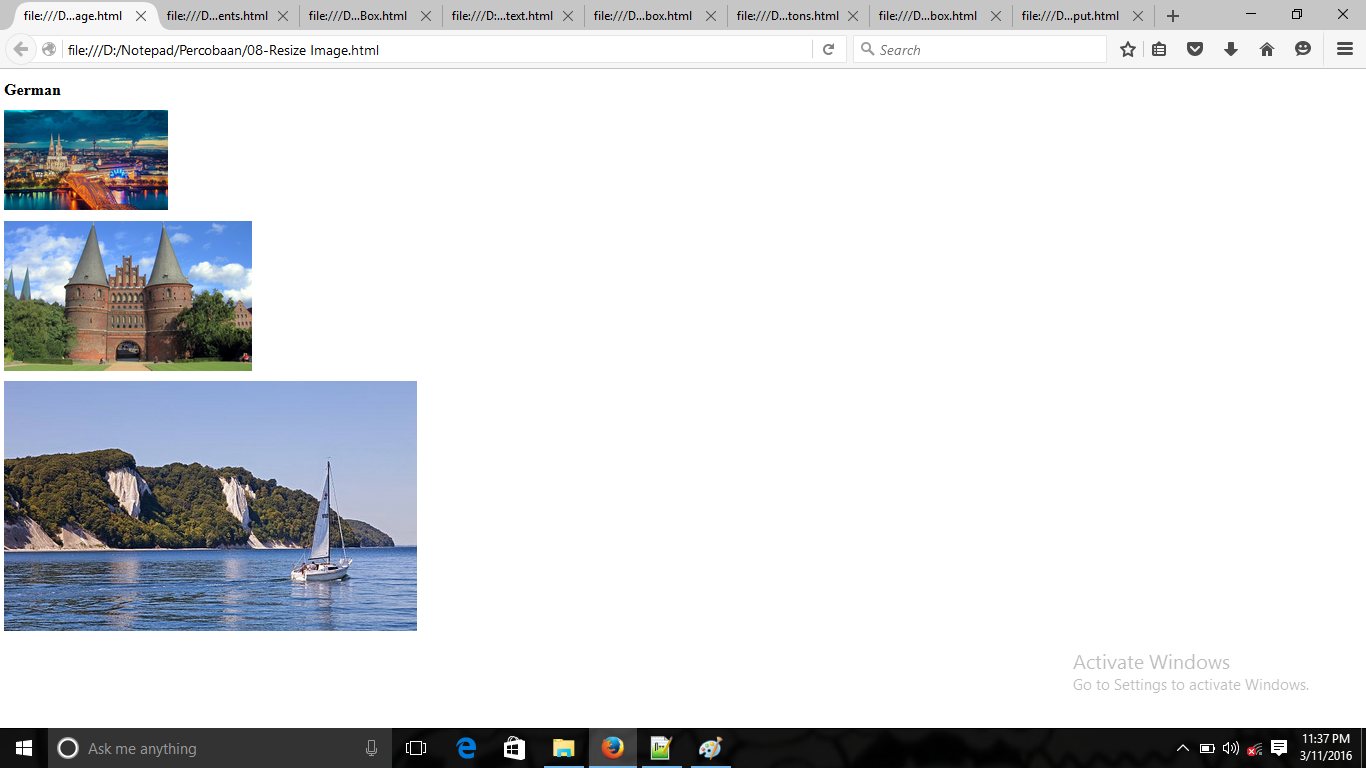 file:///D...age.html file:///D...ents.html file:///D...Box.html file:///D:...text.html file:///D...box.html file:///D...tons.html file:///D...box.html file:///D...put.html
file:///D:/Notepad/Percobaan/08-Resize Image.html Search
German
Activate Windows
Go to Settings to activate Windows.
Ask me anything
11:37 PM
3/11/2016